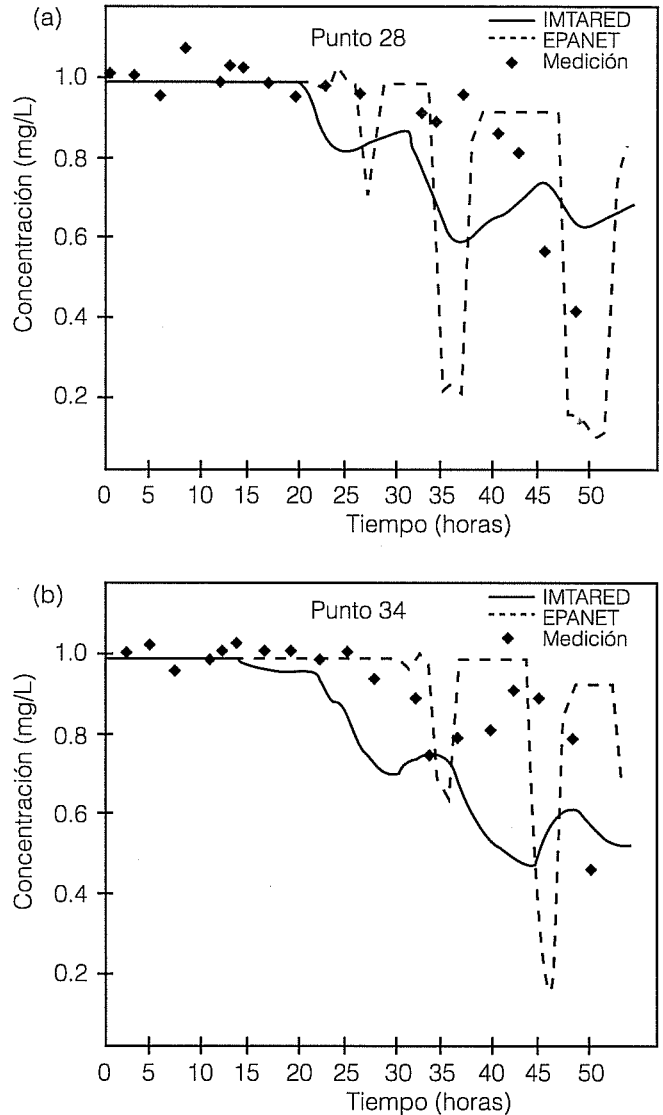 (a)
Punto 28
IMTARED
EPANET
Medición
Concentración (mg/L)
1.0
0.8
0.6
0.4
0.2
0
0 5 10 15 20 25 30 35 40 45 50
Tiempo (horas)
(b)
Punto 34
IMTARED
EPANET
Medición
Concentración (mg/L)
1.0
0.8
0.6
0.4
0.2
0
0 5 10 15 20 25 30 35 40 45 50
Tiempo (horas)